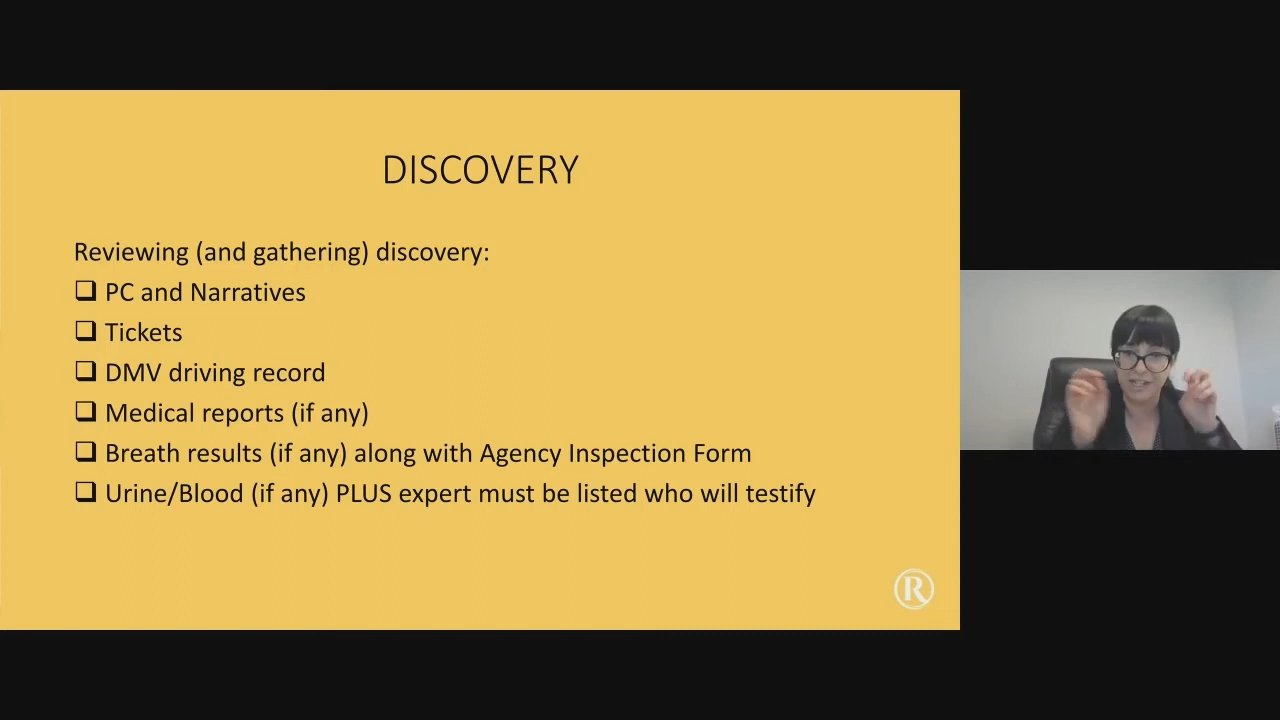 DISCOVERY
Reviewing (and gathering) discovery:
❑ PC and Narratives
❑ Tickets
❑ DMV driving record
❑ Medical reports (if any)
❑ Breath results (if any) along with Agency Inspection Form
❑ Urine/Blood (if any) PLUS expert must be listed who will testify
R